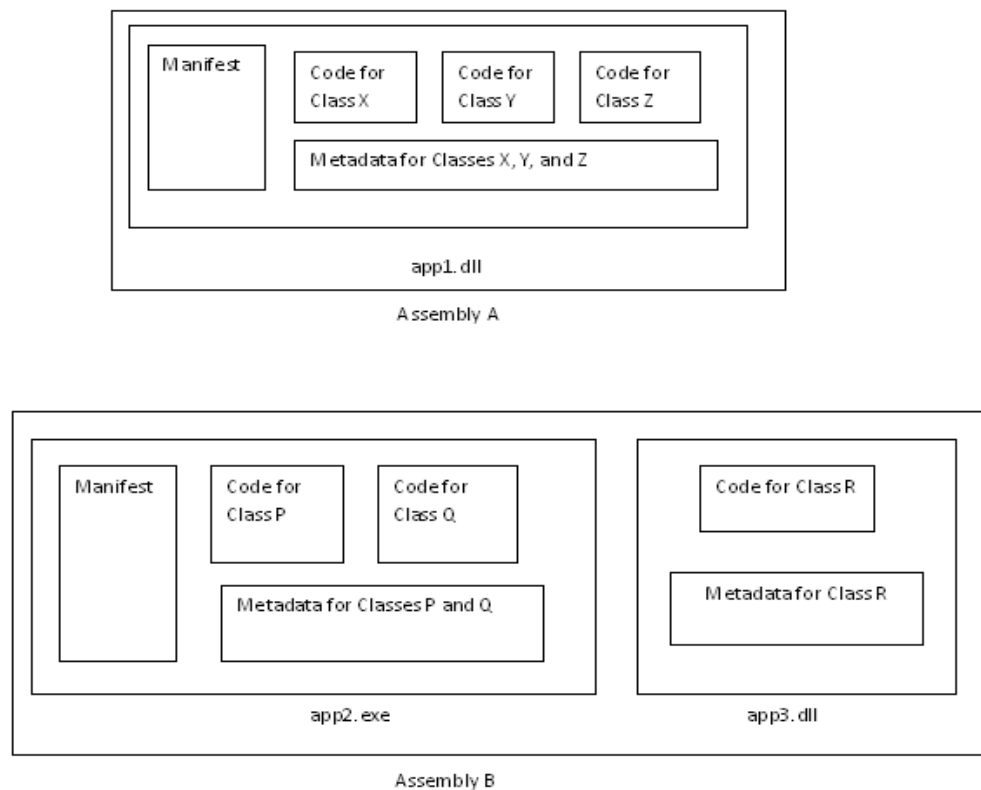 Manifest
Code for
Class X
Code for
Class Y
Code for
Class Z
Metadata for Classes X, Y, and Z
app1.dll
Assembly A
Manifest
Code for
Class P
Code for
Class Q
Metadata for Classes P and Q
Code for Class R
Metadata for Class R
app2.exe
app3.dll
Assembly B